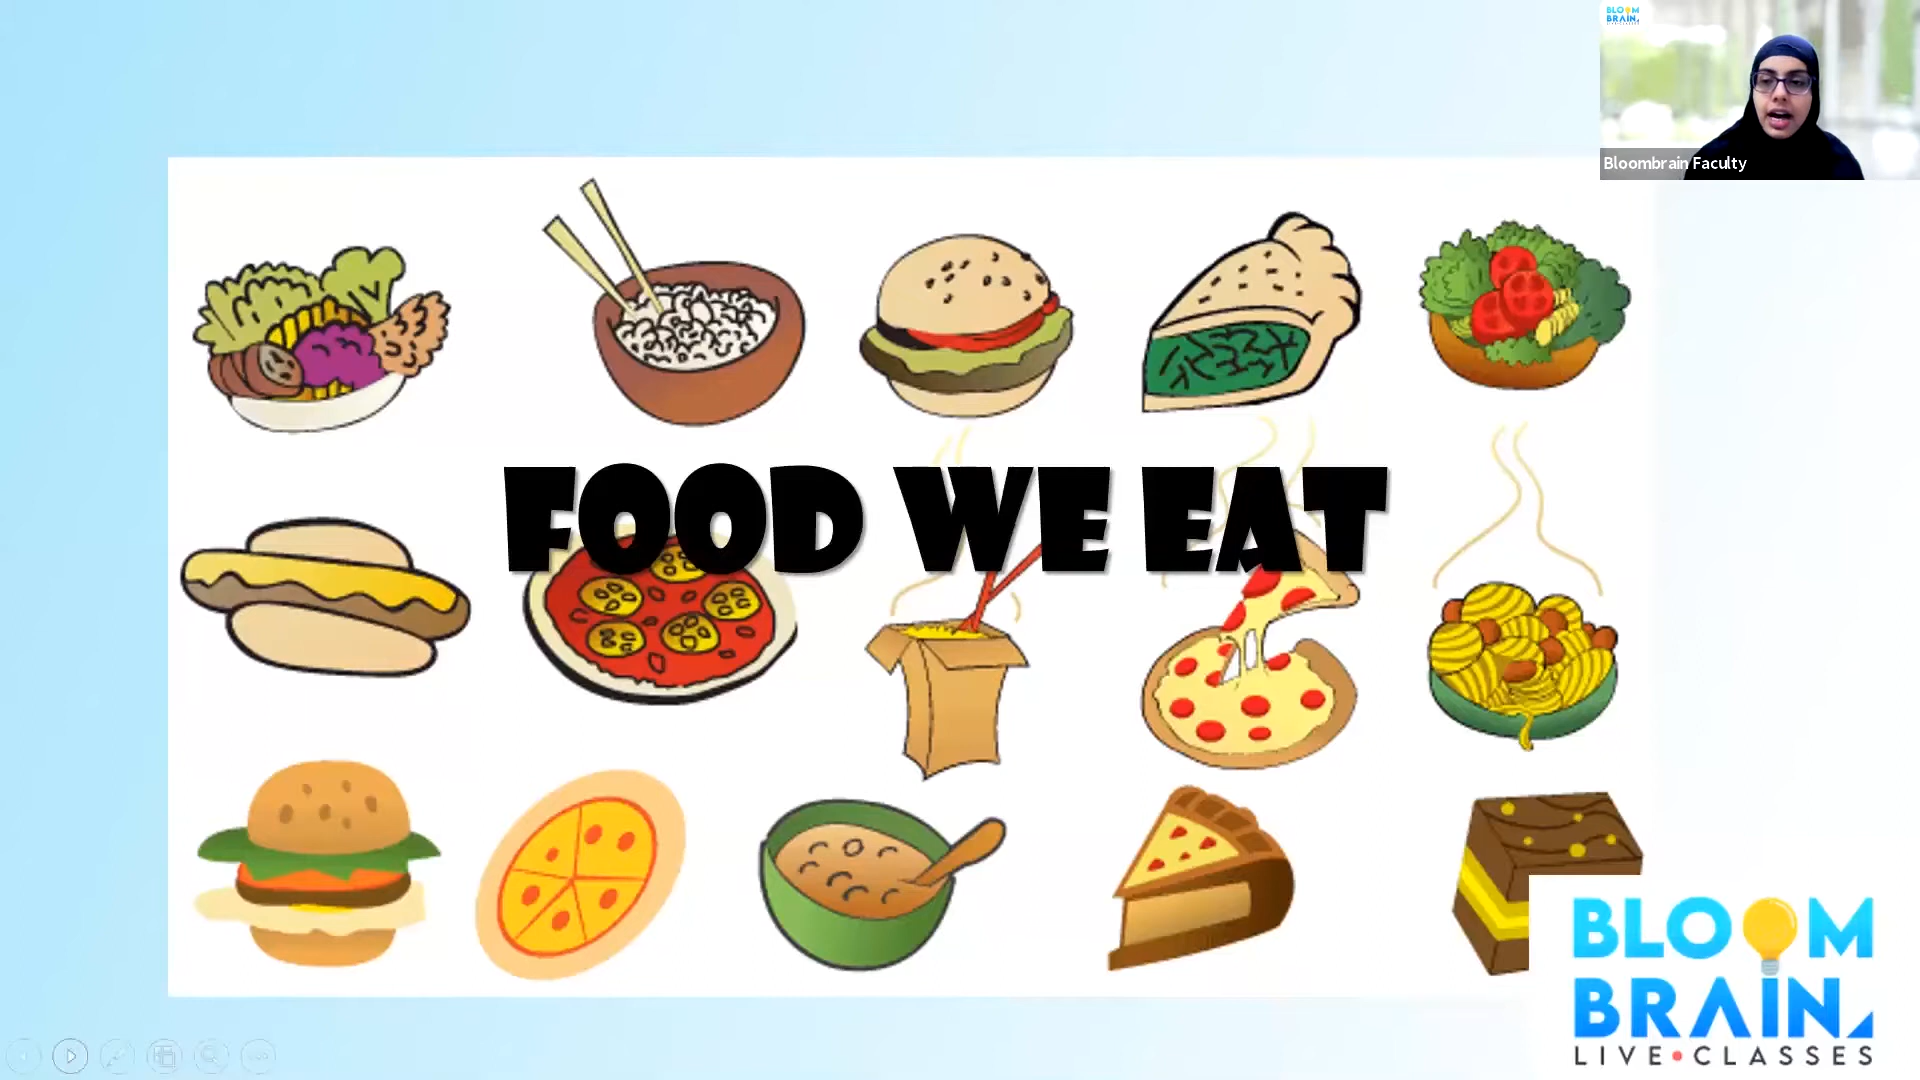 BLOOM
BRAIN
Bloombrain Faculty
FOOD WE EAT
BLOOM
BRAIN
LIVE•CLASSES